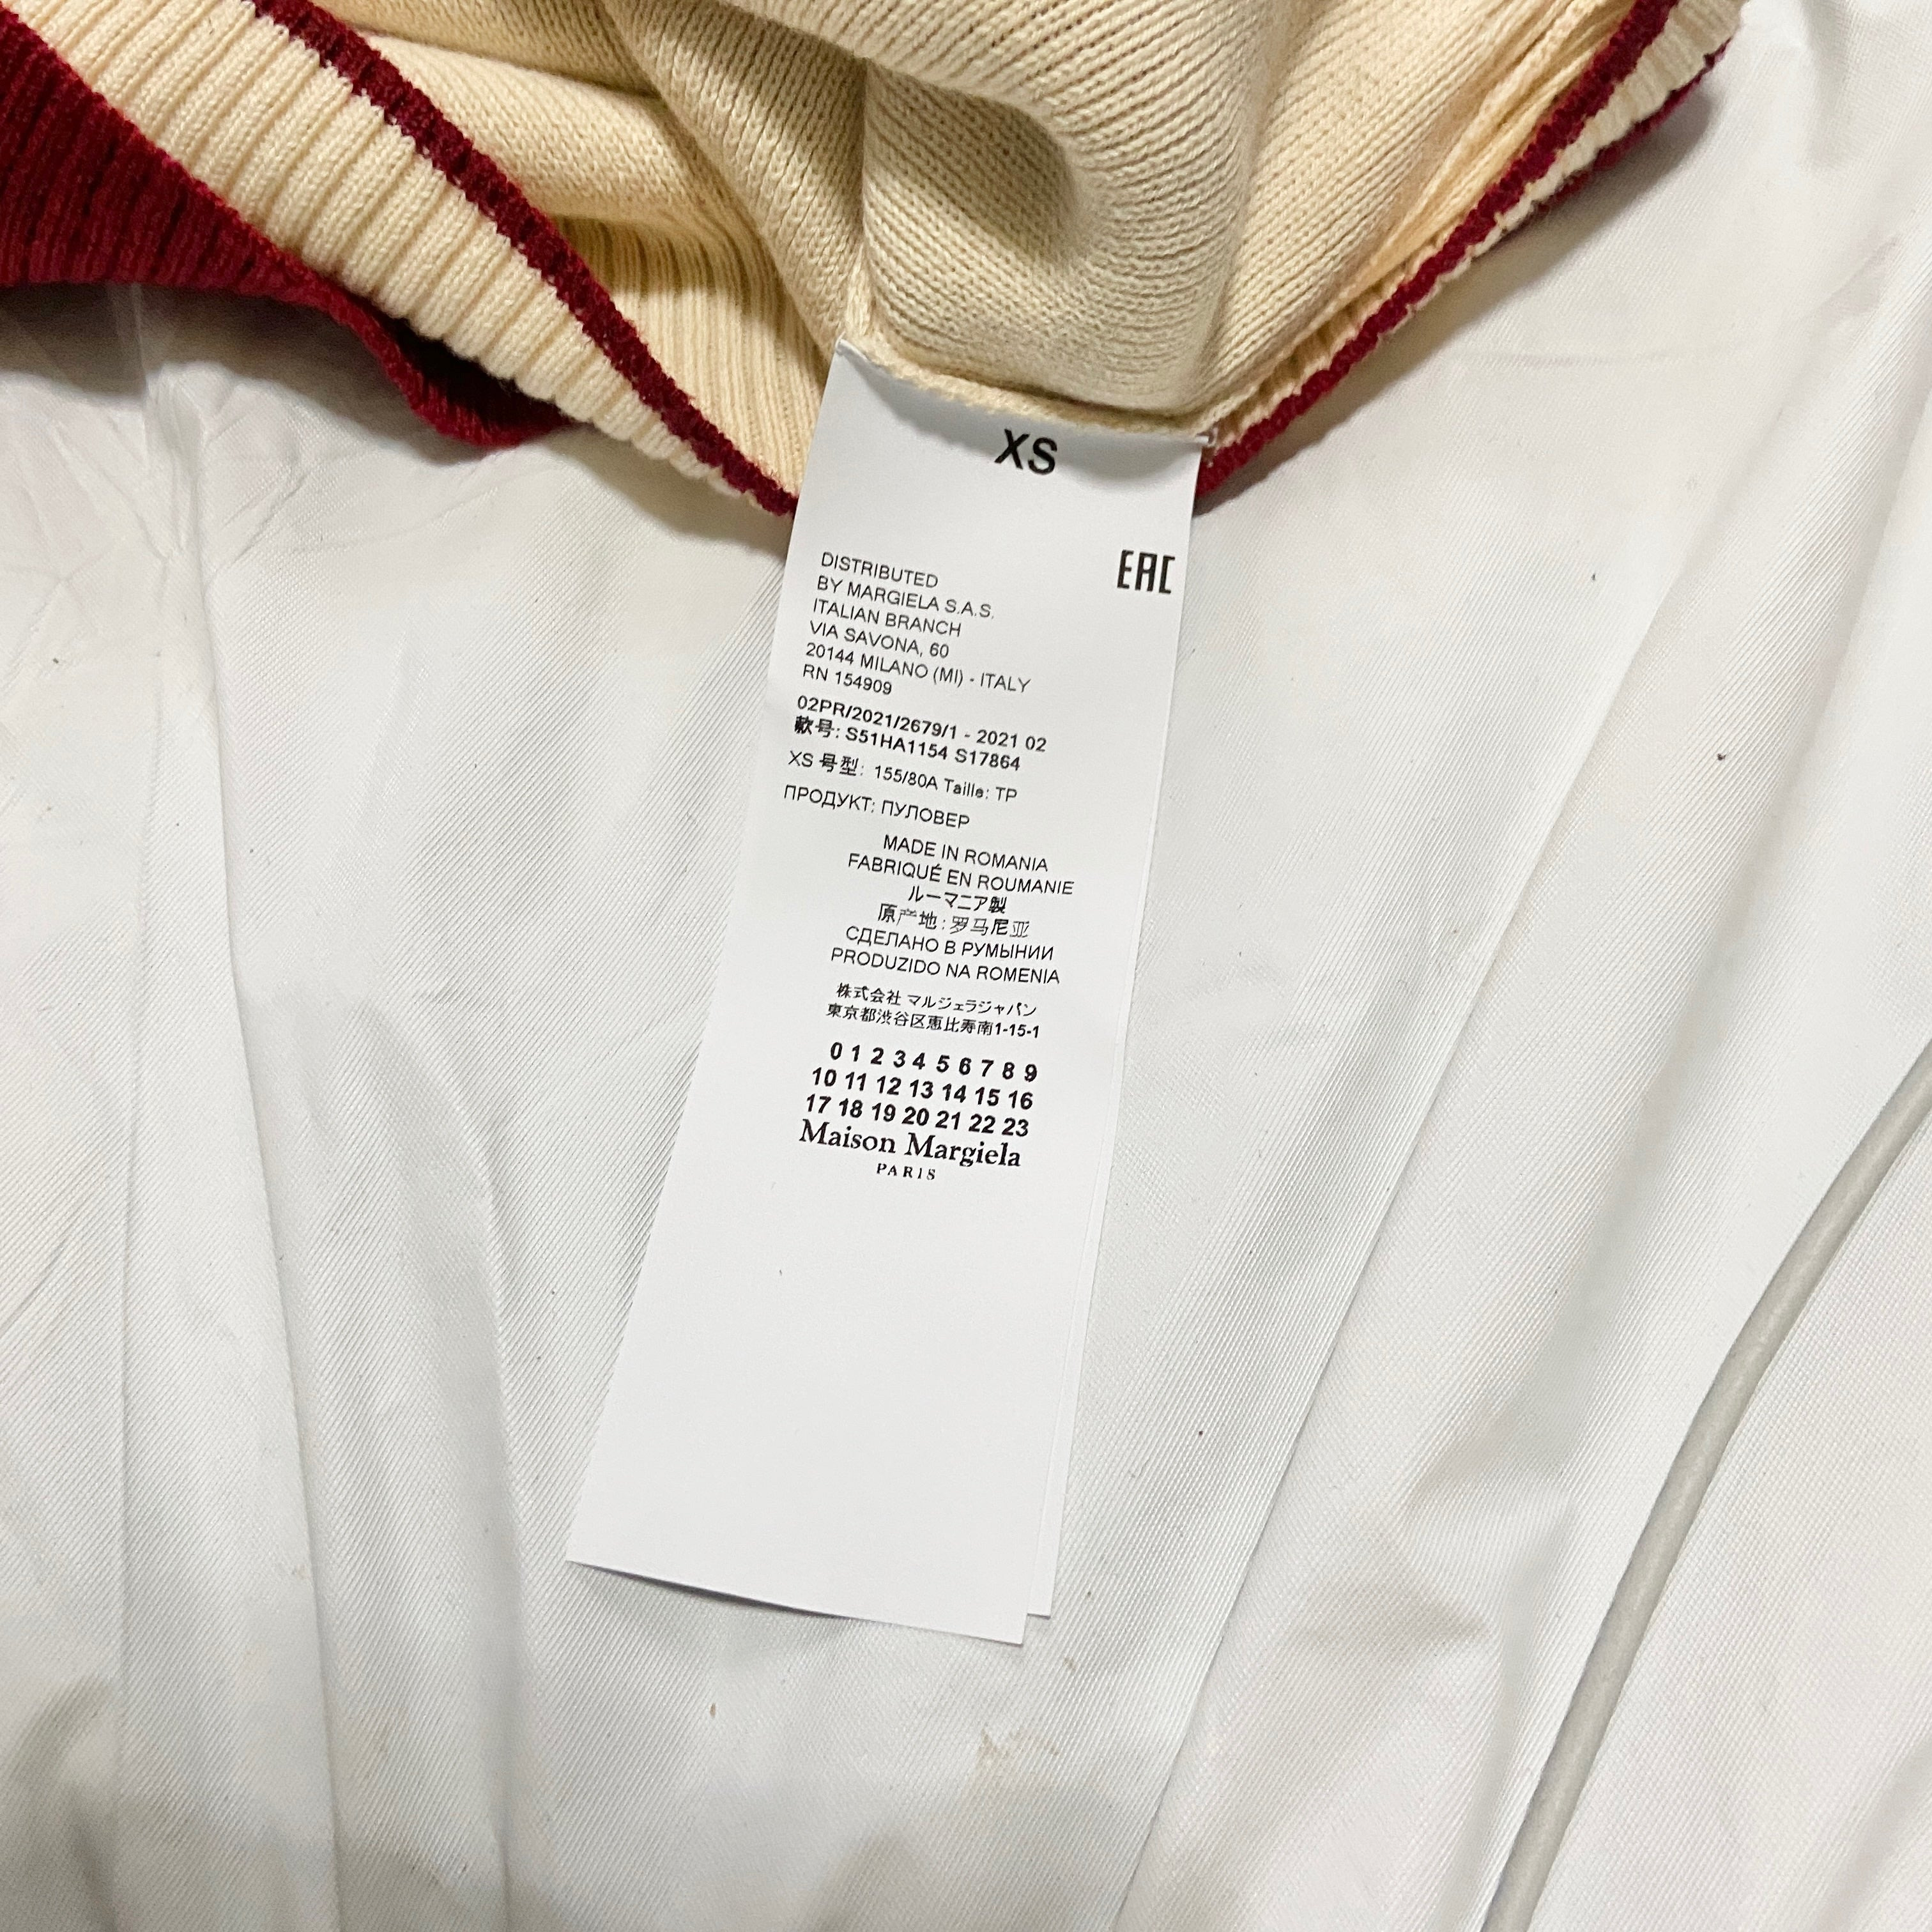 XS
EAC
DISTRIBUTED
BY MARGIELA S.A.S.
ITALIAN BRANCH
VIA SAVONA, 60
20144 MILANO (MI) - ITALY
RN 154909
02PR/2021/2679/1 - 2021 02
款号: S51HA1154 S17864
XS 号型: 155/80A Taille: TP
ПРОДУКТ: ПУЛОВЕР
MADE IN ROMANIA
FABRIQUÉ EN ROUMANIE
ルーマニア製
原产地: 罗马尼亚
СДЕЛАНО В РУМЫНИИ
PRODUZIDO NA ROMENIA
株式会社 マルジェラジャパン
東京都渋谷区恵比寿南1-15-1
0 1 2 3 4 5 6 7 8 9
10 11 12 13 14 15 16
17 18 19 20 21 22 23
Maison Margiela
PARIS